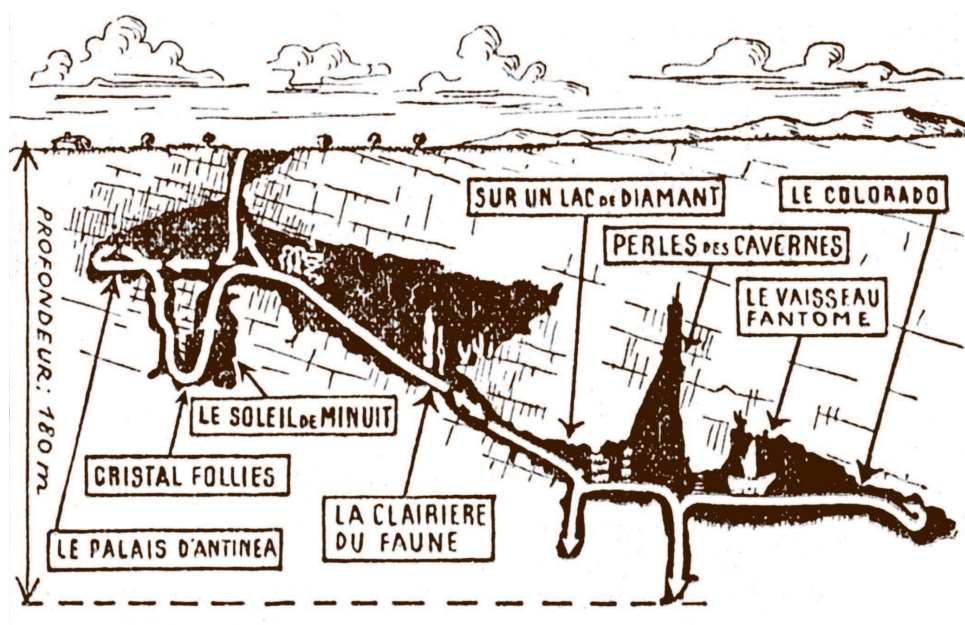 PROFONDEUR: 180 m
SUR UN LAC DE DIAMANT
LE COLORADO
PERLES DES CAVERNES
LE VAISSEAU
FANTOME
LE SOLEIL DE MINUIT
CRISTAL FOLLIES
LE PALAIS D'ANTINEA
LA CLAIRIERE
DU FAUNE